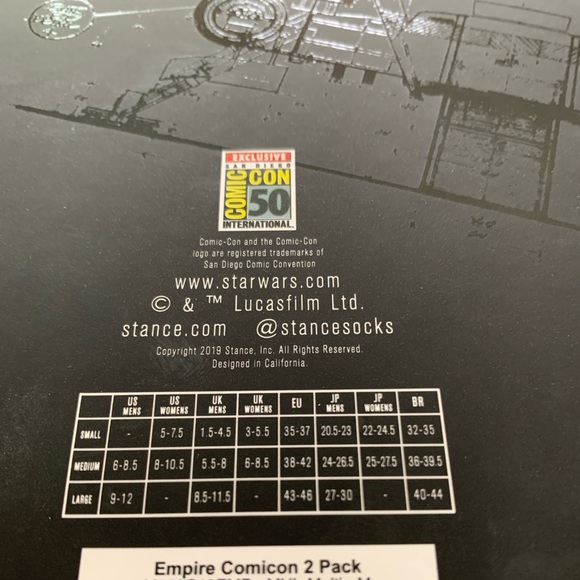 EXCLUSIVE
SAN DIEGO
COMIC CON
50
INTERNATIONAL
Comic-Con and the Comic-Con
logo are registered trademarks of
San Diego Comic Convention
www.starwars.com
© & ™ Lucasfilm Ltd.
stance.com @stancesocks
Copyright 2019 Stance, Inc. All Rights Reserved.
Designed in California.
US MENS US WOMENS UK MENS UK WOMENS EU JP MENS JP WOMENS BR
SMALL - 5-7.5 1.5-4.5 3-5.5 35-37 20.5-23 22-24.5 32-35
MEDIUM 6-8.5 8-10.5 5.5-8 6-8.5 38-42 24-26.5 25-27.5 36-39.5
LARGE 9-12 - 8.5-11.5 - 43-46 27-30 - 40-44
Empire Comicon 2 Pack